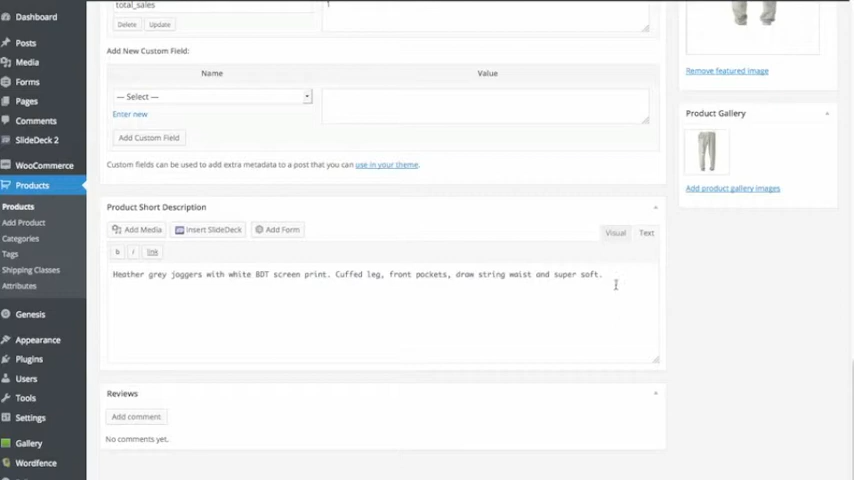 Dashboard
Posts
Media
Forms
Pages
Comments
SlideDeck 2
WooCommerce
Products
Products
Add Product
Categories
Tags
Shipping Classes
Attributes
Genesis
Appearance
Plugins
Users
Tools
Settings
Gallery
Wordfence
total_sales
1
Delete
Update
Add New Custom Field:
Name
Value
— Select —
Enter new
Add Custom Field
Custom fields can be used to add extra metadata to a post that you can use in your theme.
Product Short Description
Add Media
Insert SlideDeck
Add Form
Visual
Text
b
i
link
Heather grey joggers with white BDT screen print. Cuffed leg, front pockets, draw string waist and super soft.
Reviews
Add comment
No comments yet.
Remove featured image
Product Gallery
Add product gallery images